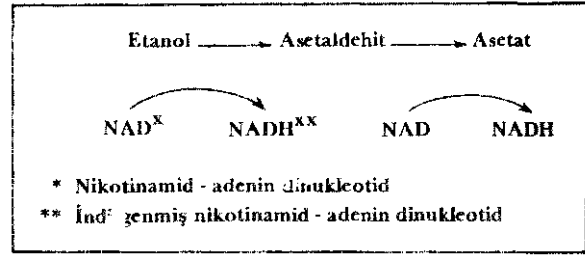 Etanol Asetaldehit Asetat
NADˣ NADHˣˣ NAD NADH
* Nikotinamid - adenin dinukleotid
** nikotinamid - adenin dinukleotid